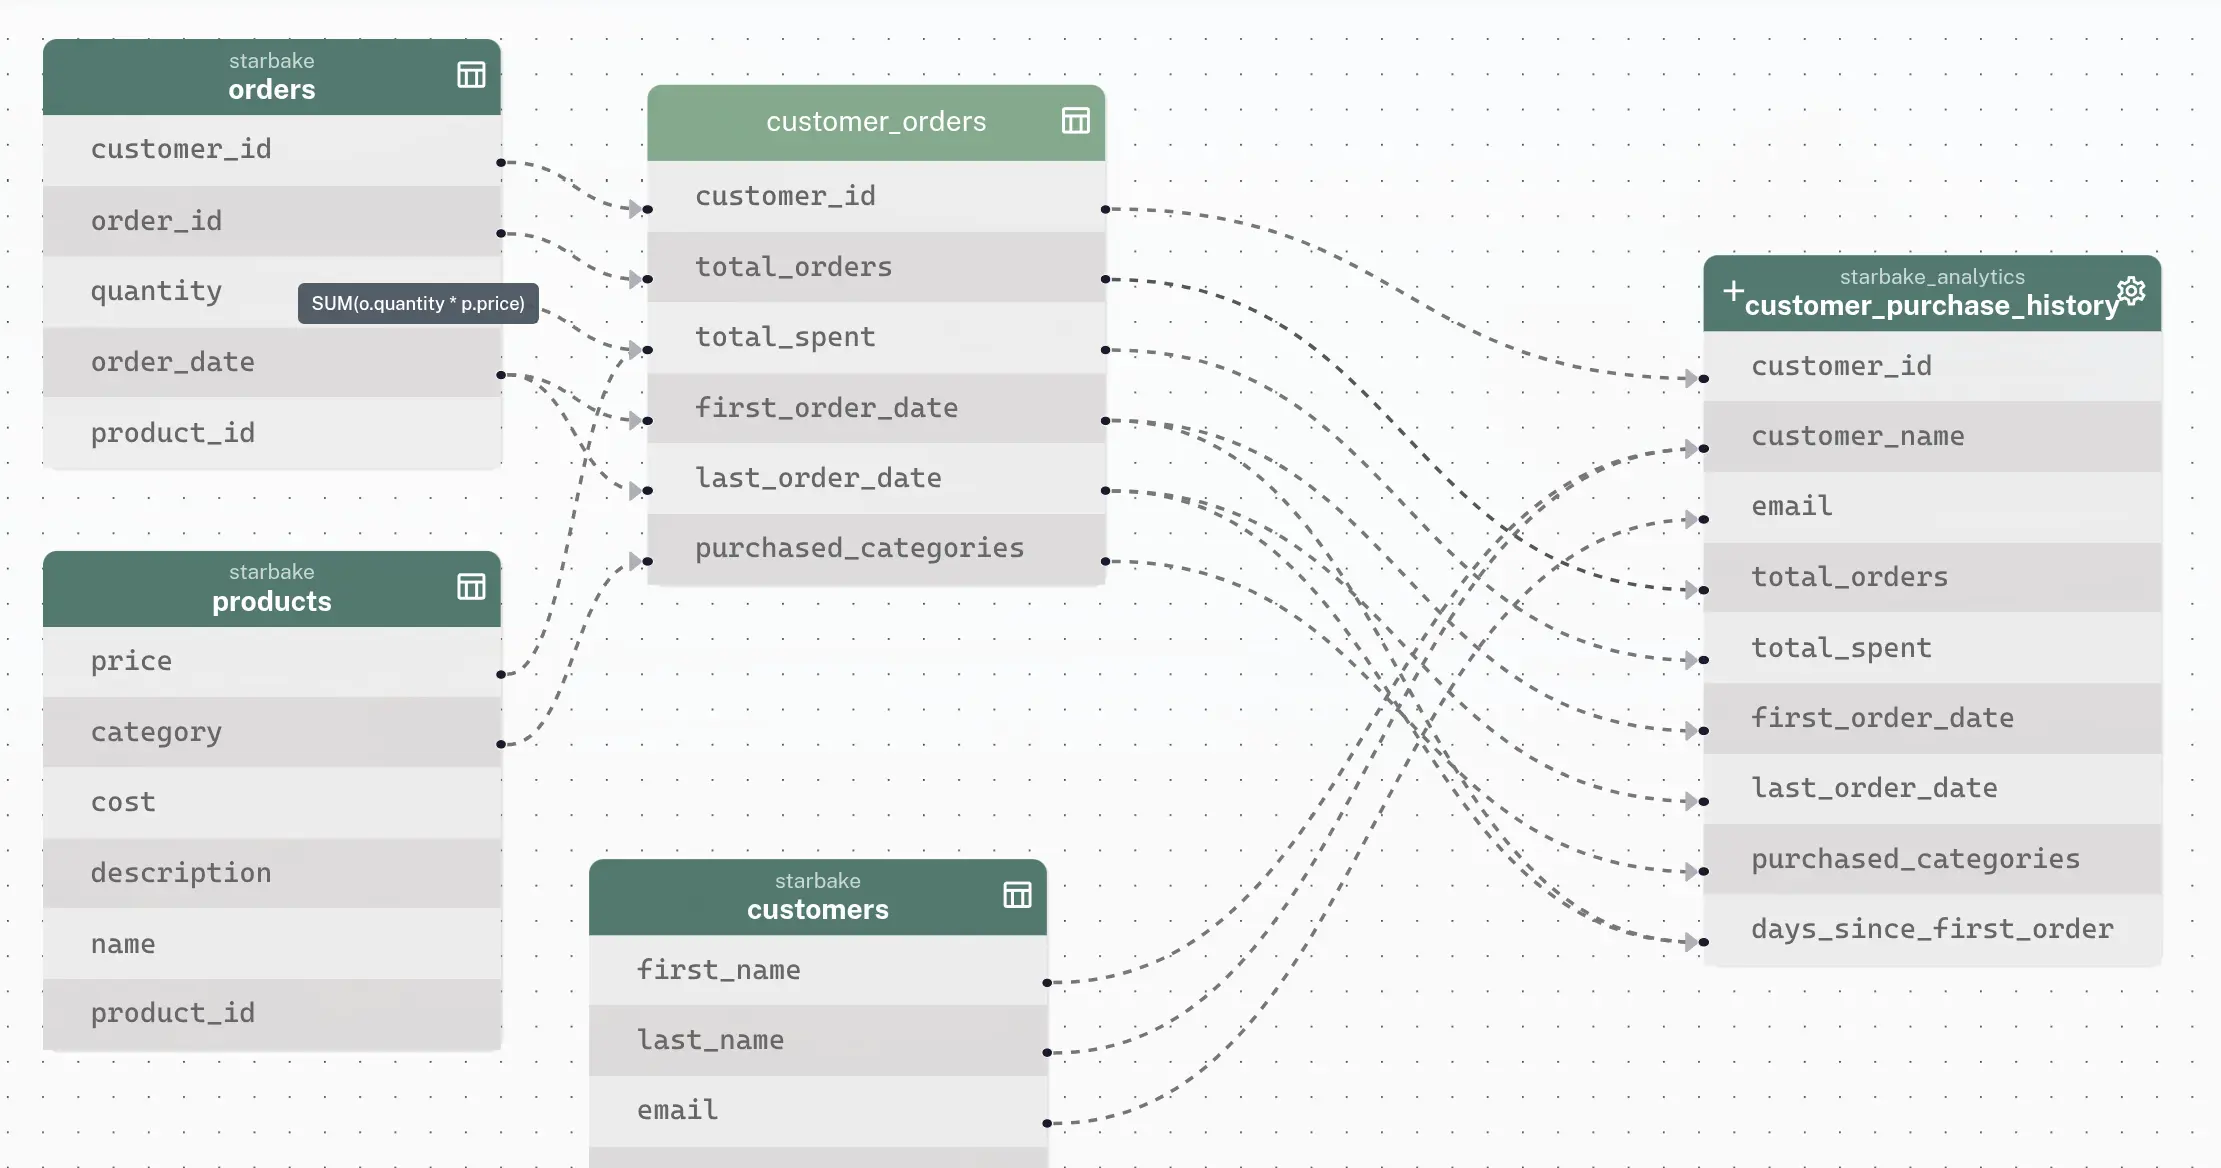 starbake
orders
customer_id
order_id
quantity
SUM(o.quantity * p.price)
order_date
product_id
starbake
products
price
category
cost
description
name
product_id
customer_orders
customer_id
total_orders
total_spent
first_order_date
last_order_date
purchased_categories
starbake
customers
first_name
last_name
email
starbake_analytics
+
customer_purchase_history
customer_id
customer_name
email
total_orders
total_spent
first_order_date
last_order_date
purchased_categories
days_since_first_order